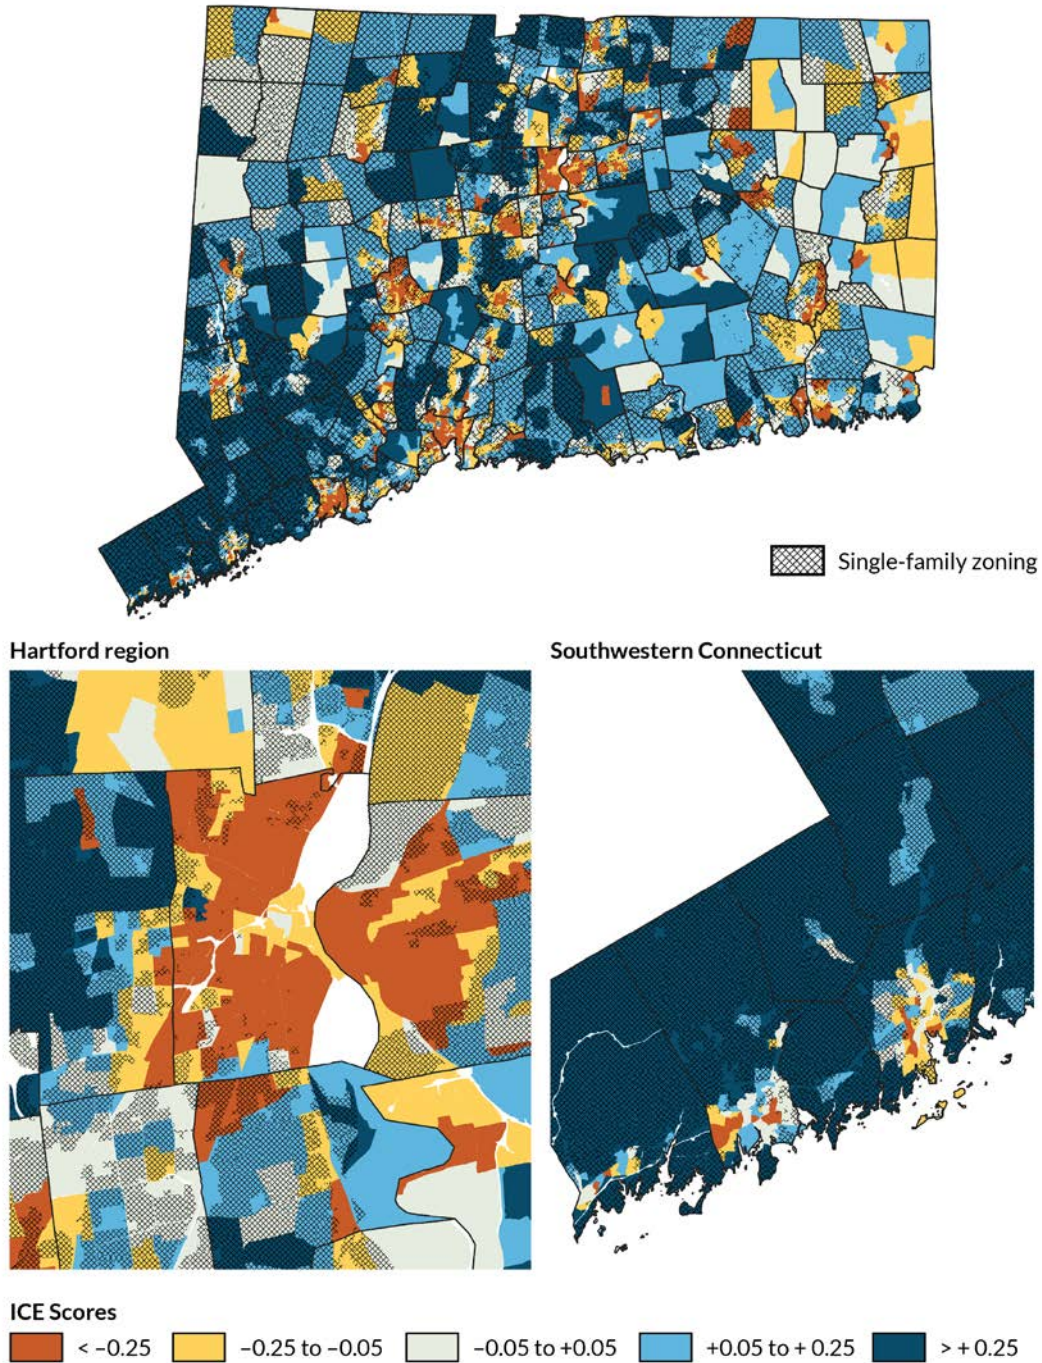 Single-family zoning
Hartford region
Southwestern Connecticut
ICE Scores
< –0.25
–0.25 to –0.05
–0.05 to +0.05
+0.05 to + 0.25
> + 0.25